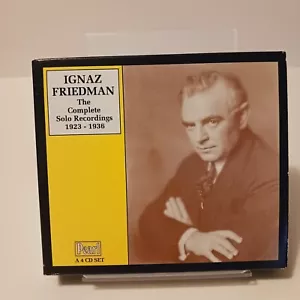 IGNAZ
FRIEDMAN
The
Complete
Solo Recordings
1923 - 1936
Pearl
A 4 CD SET